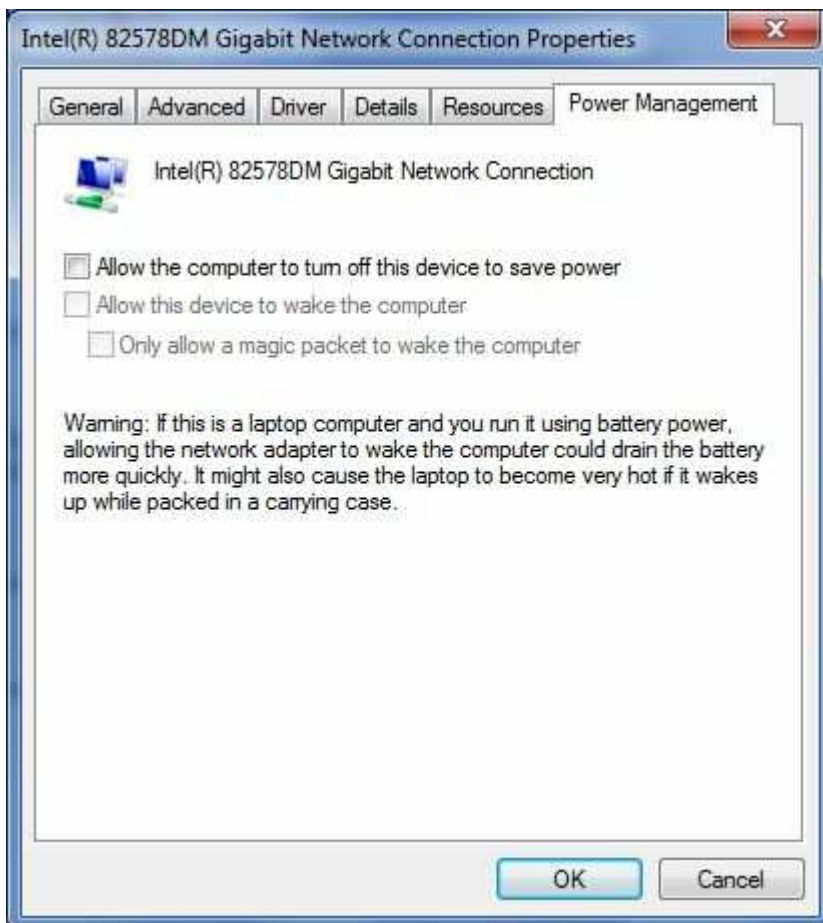 Intel(R) 82578DM Gigabit Network Connection Properties
General Advanced Driver Details Resources Power Management
Intel(R) 82578DM Gigabit Network Connection
Allow the computer to turn off this device to save power
Allow this device to wake the computer
Only allow a magic packet to wake the computer
Warning: If this is a laptop computer and you run it using battery power,
allowing the network adapter to wake the computer could drain the battery
more quickly. It might also cause the laptop to become very hot if it wakes
up while packed in a carrying case.
OK Cancel